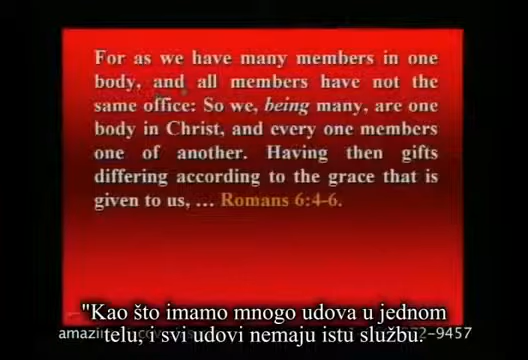 For as we have many members in one
body, and all members have not the
same office: So we, being many, are one
body in Christ, and every one members
one of another. Having then gifts
differing according to the grace that is
given to us, ... Romans 6:4-6.
"Kao što imamo mnogo udova u jednom
telu, i svi udovi nemaju istu službu.